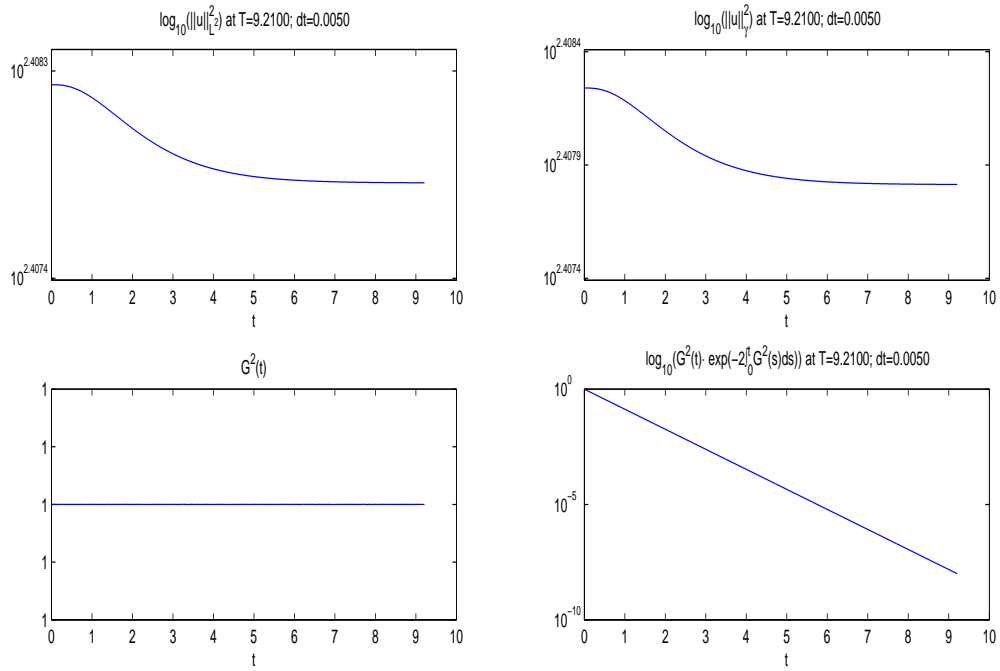 log₁₀(||u||²_L²) at T=9.2100; dt=0.0050
10^2.4083
10^2.4074
0 1 2 3 4 5 6 7 8 9 10
t
log₁₀(||u||²_γ) at T=9.2100; dt=0.0050
10^2.4084
10^2.4079
10^2.4074
0 1 2 3 4 5 6 7 8 9 10
t
G²(t)
1
1
1
1
1
0 1 2 3 4 5 6 7 8 9 10
t
log₁₀(G²(t)· exp(-2∫₀ᵗG²(s)ds)) at T=9.2100; dt=0.0050
10^0
10^−5
10^−10
0 1 2 3 4 5 6 7 8 9 10
t